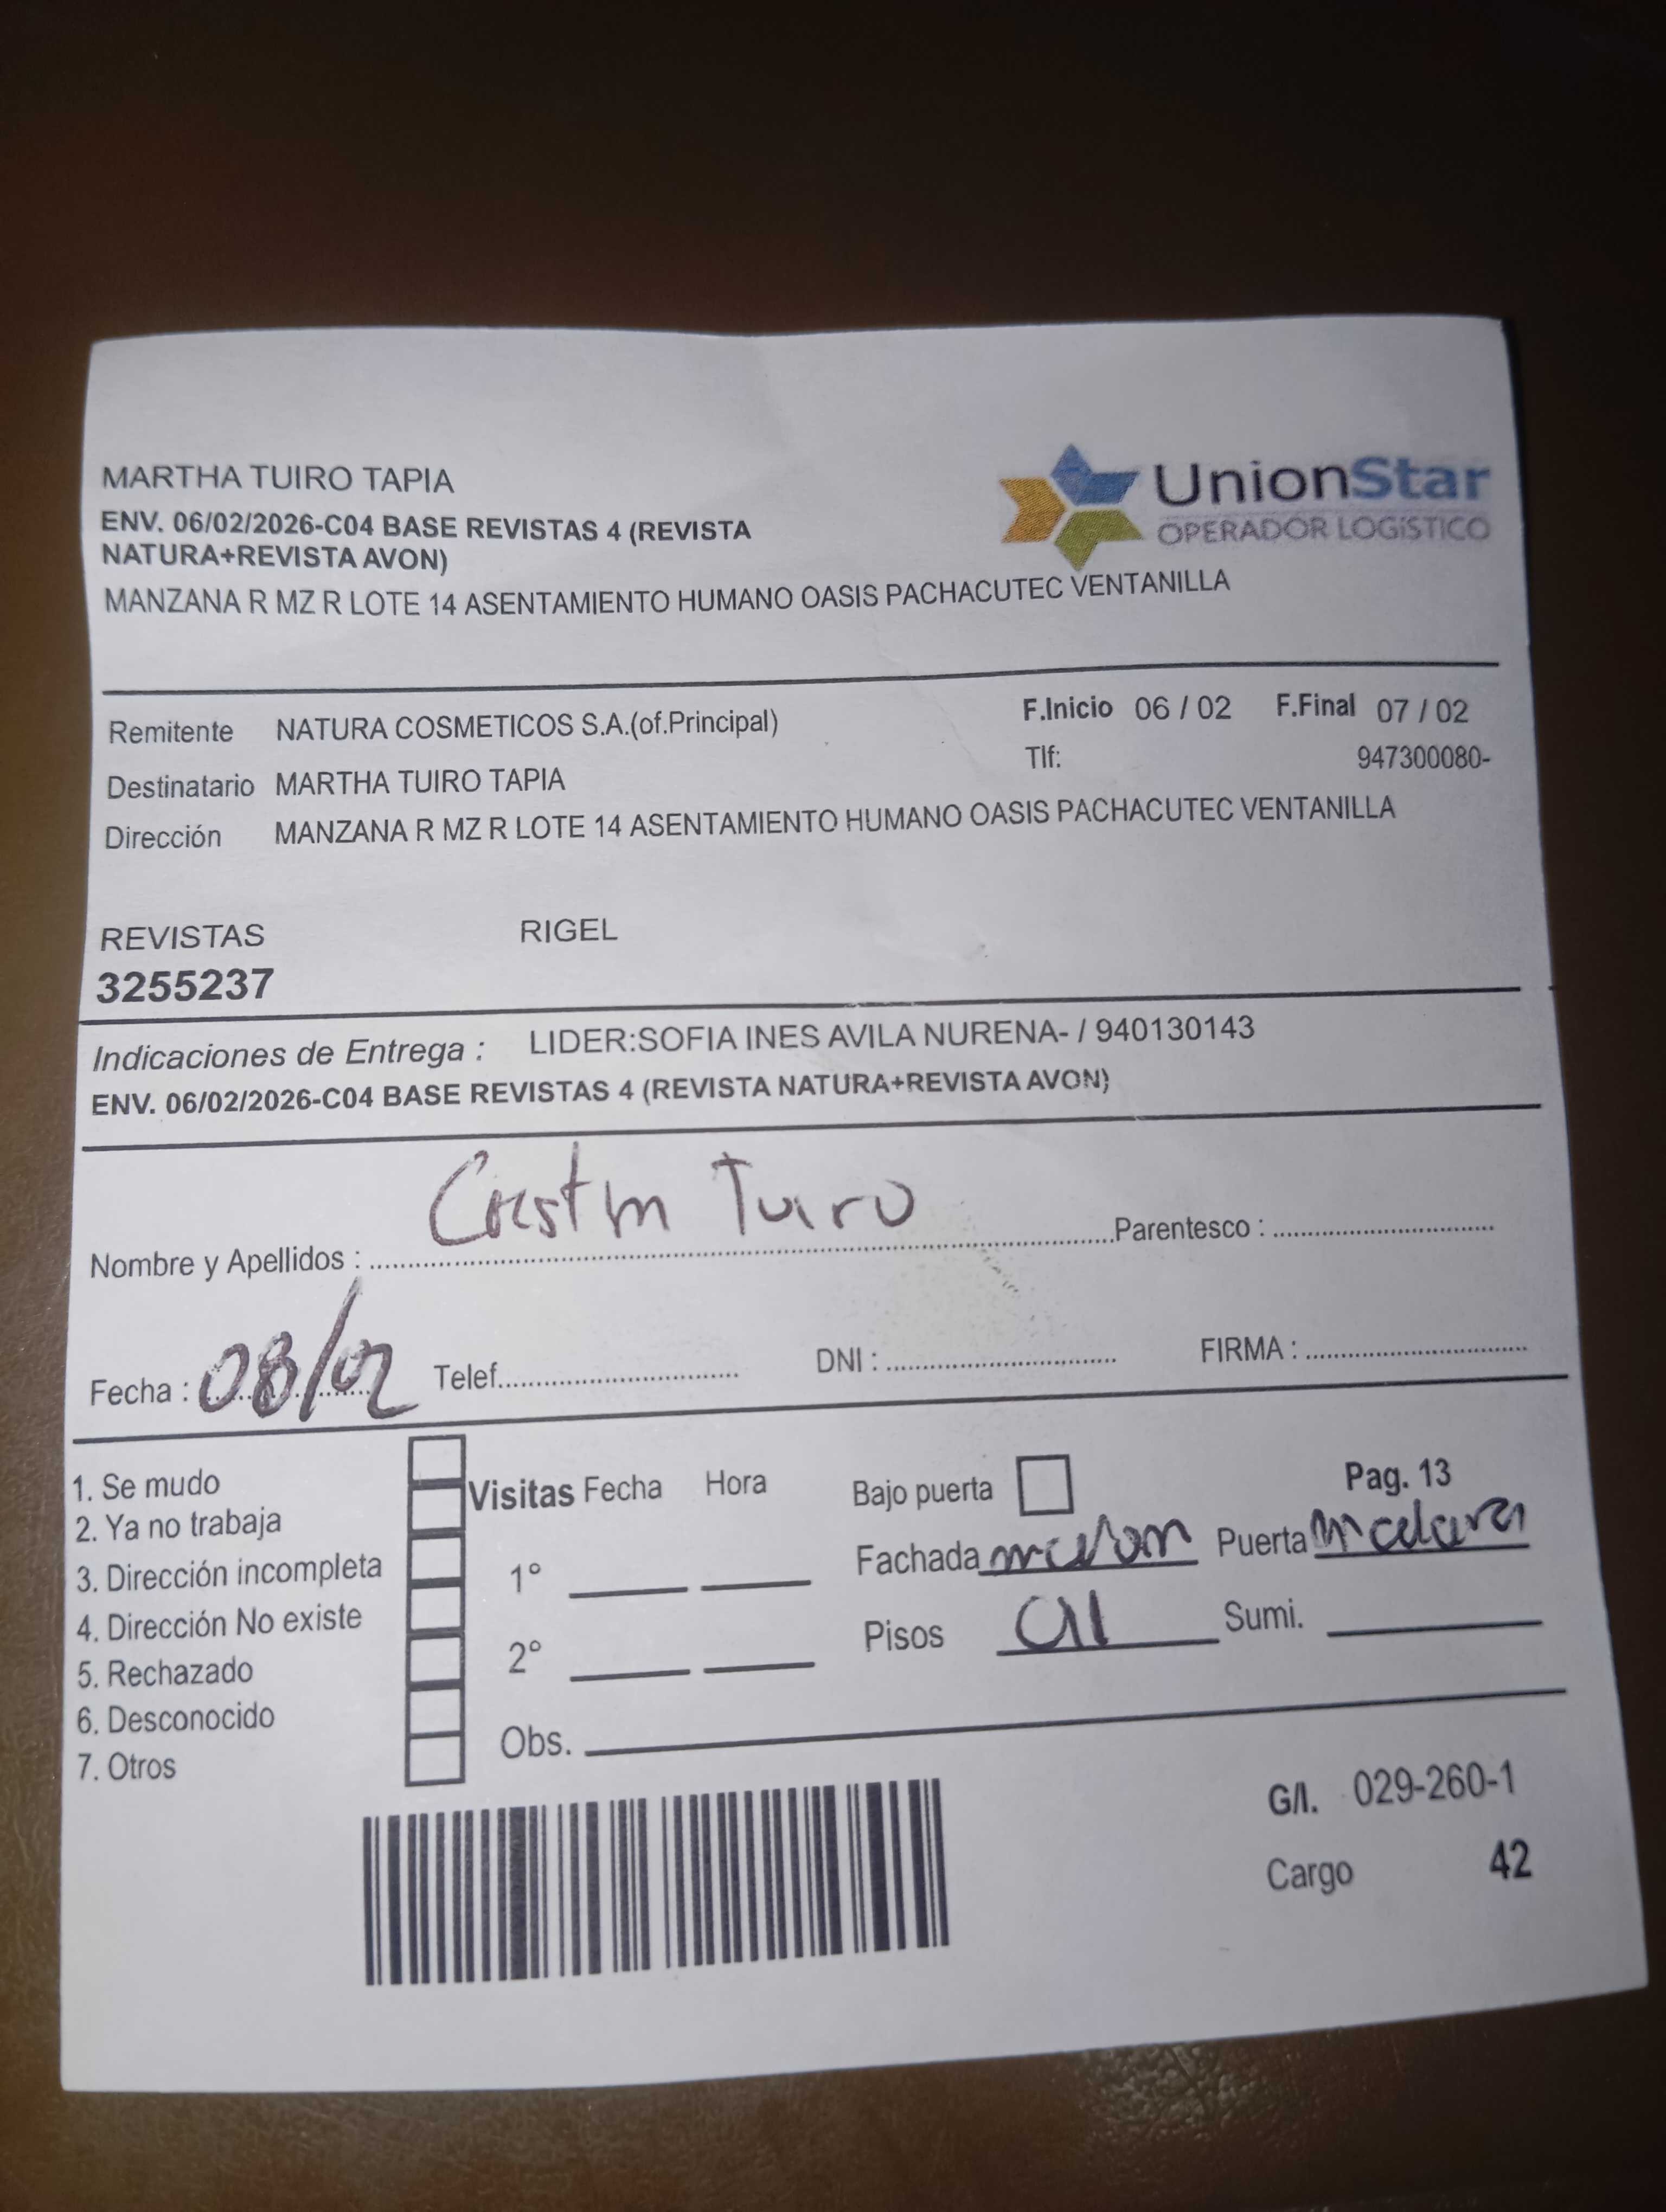 MARTHA TUIRO TAPIA
UnionStar
OPERADOR LOGíSTICO
ENV. 06/02/2026-C04 BASE REVISTAS 4 (REVISTA
NATURA+REVISTA AVON)
MANZANA R MZ R LOTE 14 ASENTAMIENTO HUMANO OASIS PACHACUTEC VENTANILLA
Remitente NATURA COSMETICOS S.A.(of.Principal) F.Inicio 06 / 02 F.Final 07 / 02
Destinatario MARTHA TUIRO TAPIA Tlf: 947300080-
Dirección MANZANA R MZ R LOTE 14 ASENTAMIENTO HUMANO OASIS PACHACUTEC VENTANILLA
REVISTAS RIGEL
3255237
Indicaciones de Entrega : LIDER:SOFIA INES AVILA NURENA- / 940130143
ENV. 06/02/2026-C04 BASE REVISTAS 4 (REVISTA NATURA+REVISTA AVON)
Nombre y Apellidos : Tuiro Parentesco :
Fecha : 08/02 Telef. DNI : FIRMA :
1. Se mudo
2. Ya no trabaja
3. Dirección incompleta
4. Dirección No existe
5. Rechazado
6. Desconocido
7. Otros
Visitas Fecha Hora
1°
2°
Obs.
Bajo puerta Pag. 13
Fachada Puerta
Pisos Sumi.
G/I. 029-260-1
Cargo 42